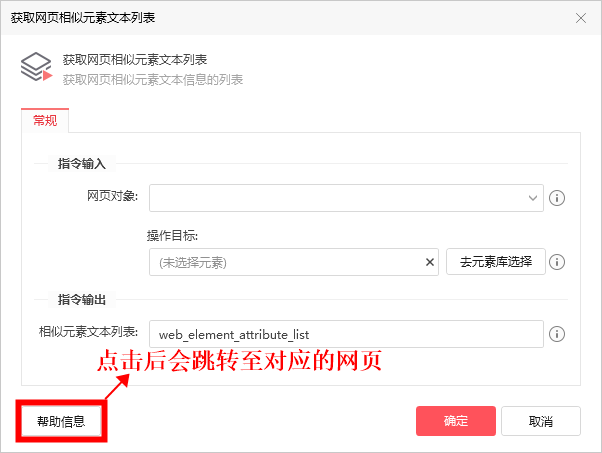 获取网页相似元素文本列表
获取网页相似元素文本列表
获取网页相似元素文本信息的列表
常规
指令输入
网页对象:
操作目标:
(未选择元素)
去元素库选择
指令输出
相似元素文本列表: web_element_attribute_list
点击后会跳转至对应的网页
帮助信息 确定 取消